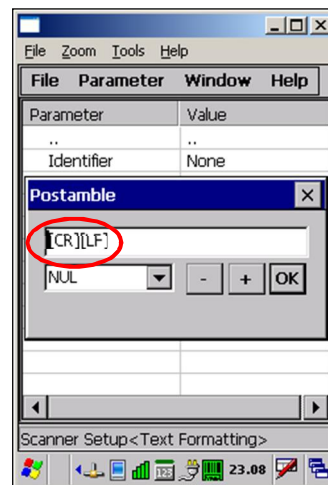 File Zoom Tools Help
File Parameter Window Help
Parameter Value
.. ..
Identifier None
Postamble
[CR][LF]
NUL - + OK
Scanner Setup<Text Formatting>
123 23.08